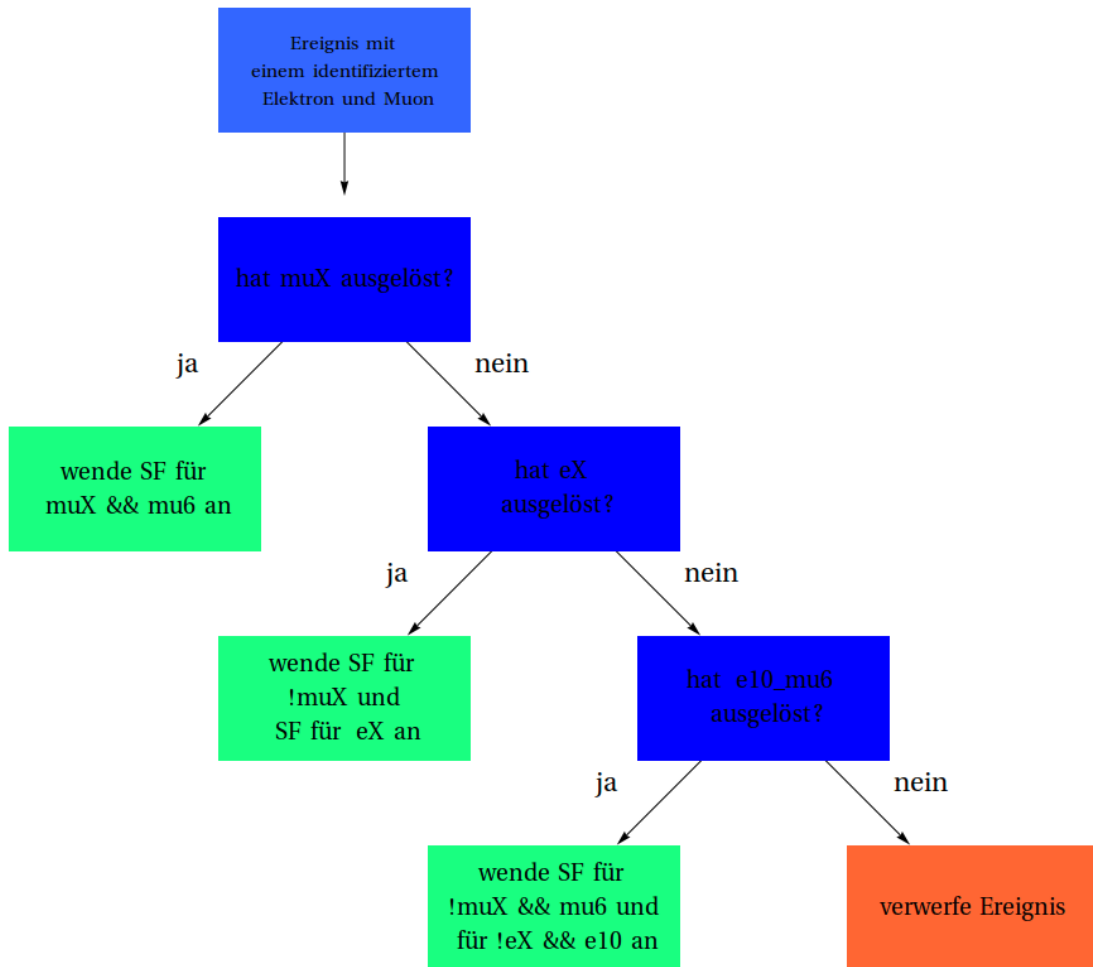 Ereignis mit
einem identifiziertem
Elektron und Muon
hat muX ausgelöst?
ja
nein
wende SF für
muX && mu6 an
hat eX
ausgelöst?
ja
nein
wende SF für
!muX und
SF für eX an
hat e10_mu6
ausgelöst?
ja
nein
wende SF für
!muX && mu6 und
für !eX && e10 an
verwerfe Ereignis